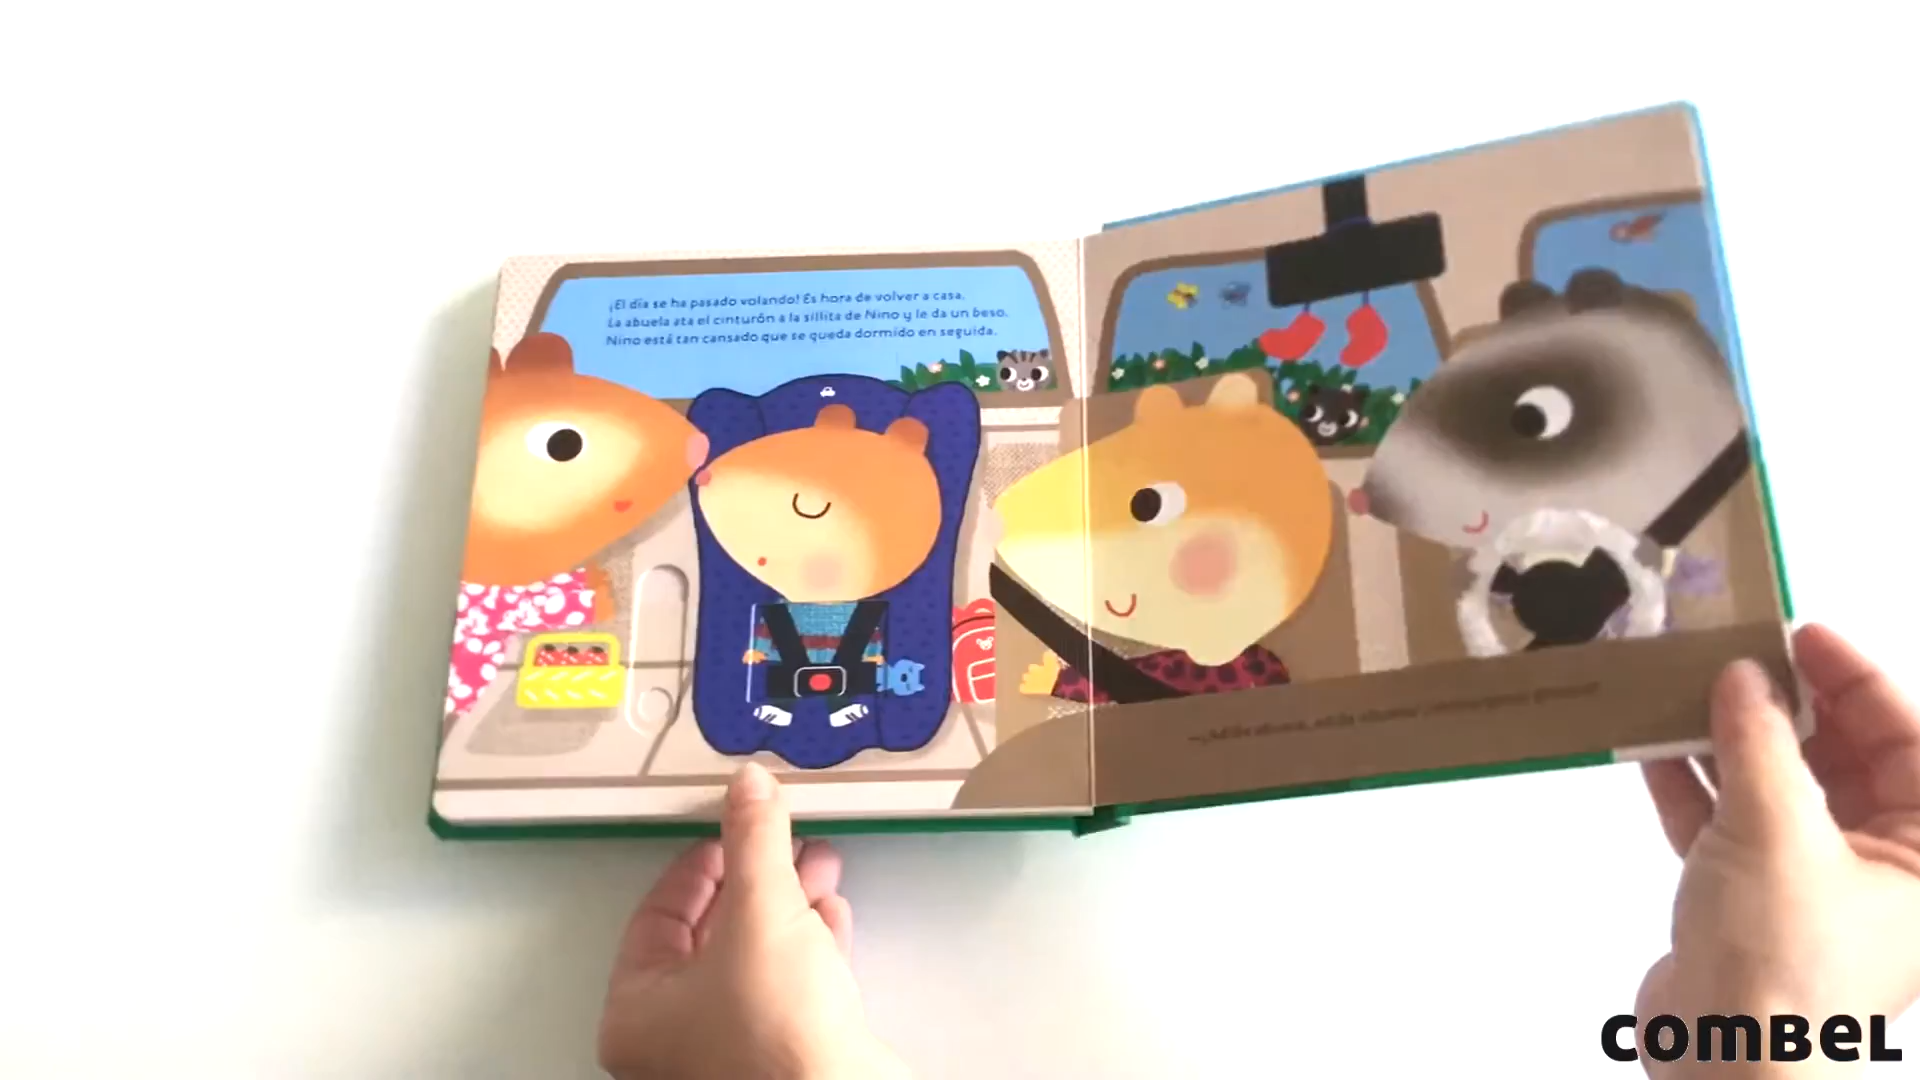 ¡El día se ha pasado volando! Es hora de volver a casa.
La abuela ata el cinturón a la sillita de Nino y le da un beso.
Nino está tan cansado que se queda dormido en seguida.
COMBEL